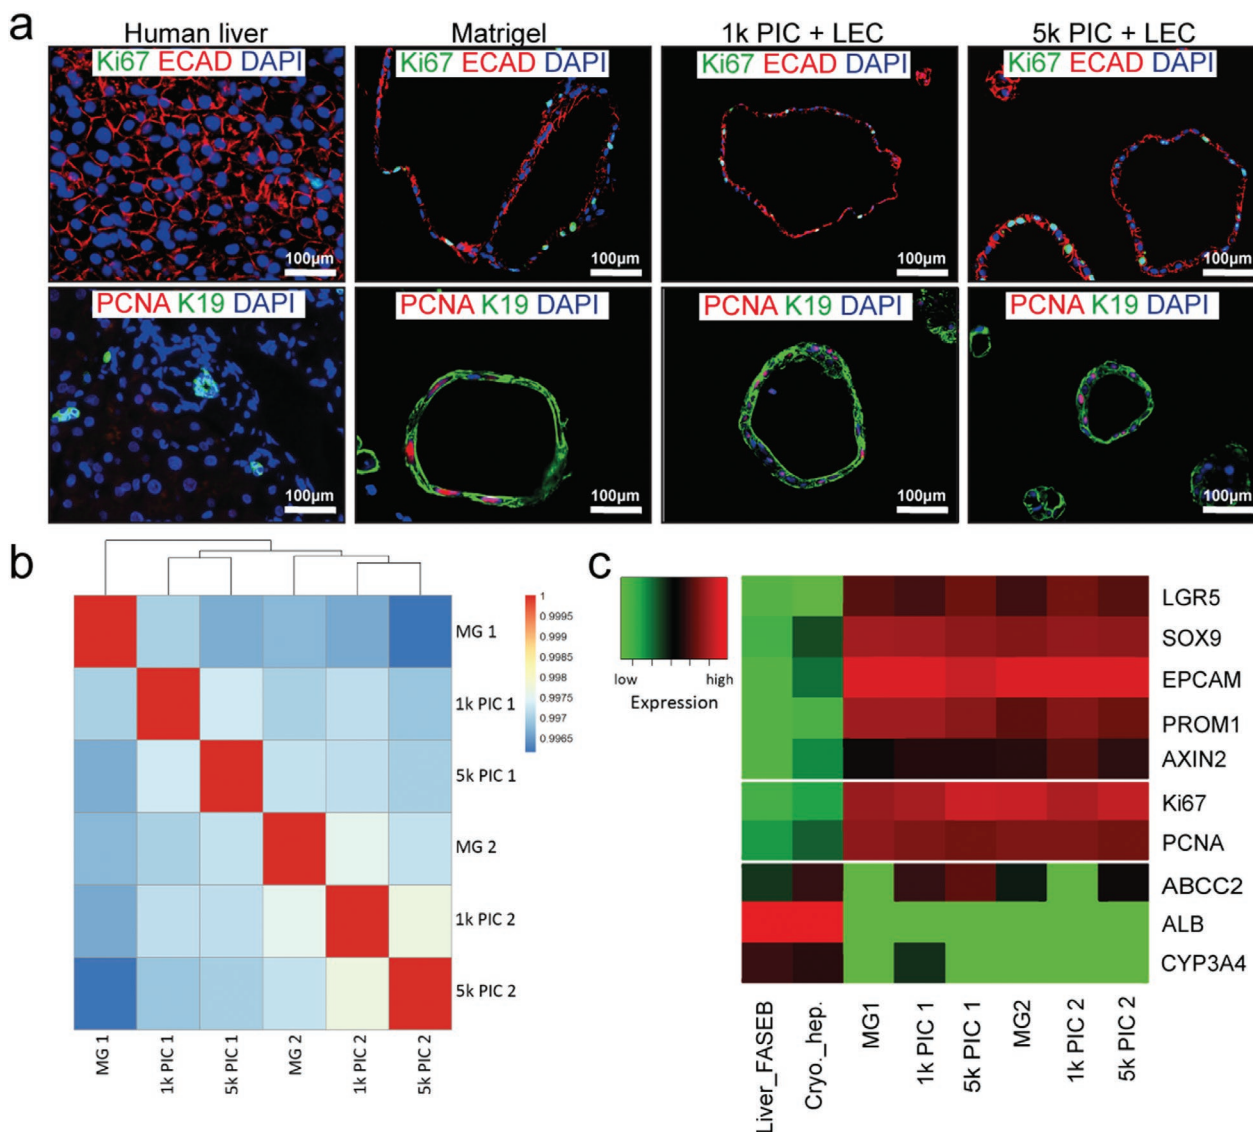 a
Human liver
Matrigel
1k PIC + LEC
5k PIC + LEC
Ki67 ECAD DAPI
Ki67 ECAD DAPI
Ki67 ECAD DAPI
Ki67 ECAD DAPI
100µm
100µm
100µm
100µm
PCNA K19 DAPI
PCNA K19 DAPI
PCNA K19 DAPI
PCNA K19 DAPI
100µm
100µm
100µm
100µm
b
1
0.9995
0.999
0.9985
0.998
0.9975
0.997
0.9965
MG 1
1k PIC 1
5k PIC 1
MG 2
1k PIC 2
5k PIC 2
MG 1
1k PIC 1
5k PIC 1
MG 2
1k PIC 2
5k PIC 2
c
low high
Expression
LGR5
SOX9
EPCAM
PROM1
AXIN2
Ki67
PCNA
ABCC2
ALB
CYP3A4
Liver_FASEB
Cryo._hep.
MG1
1k PIC 1
5k PIC 1
MG2
1k PIC 2
5k PIC 2